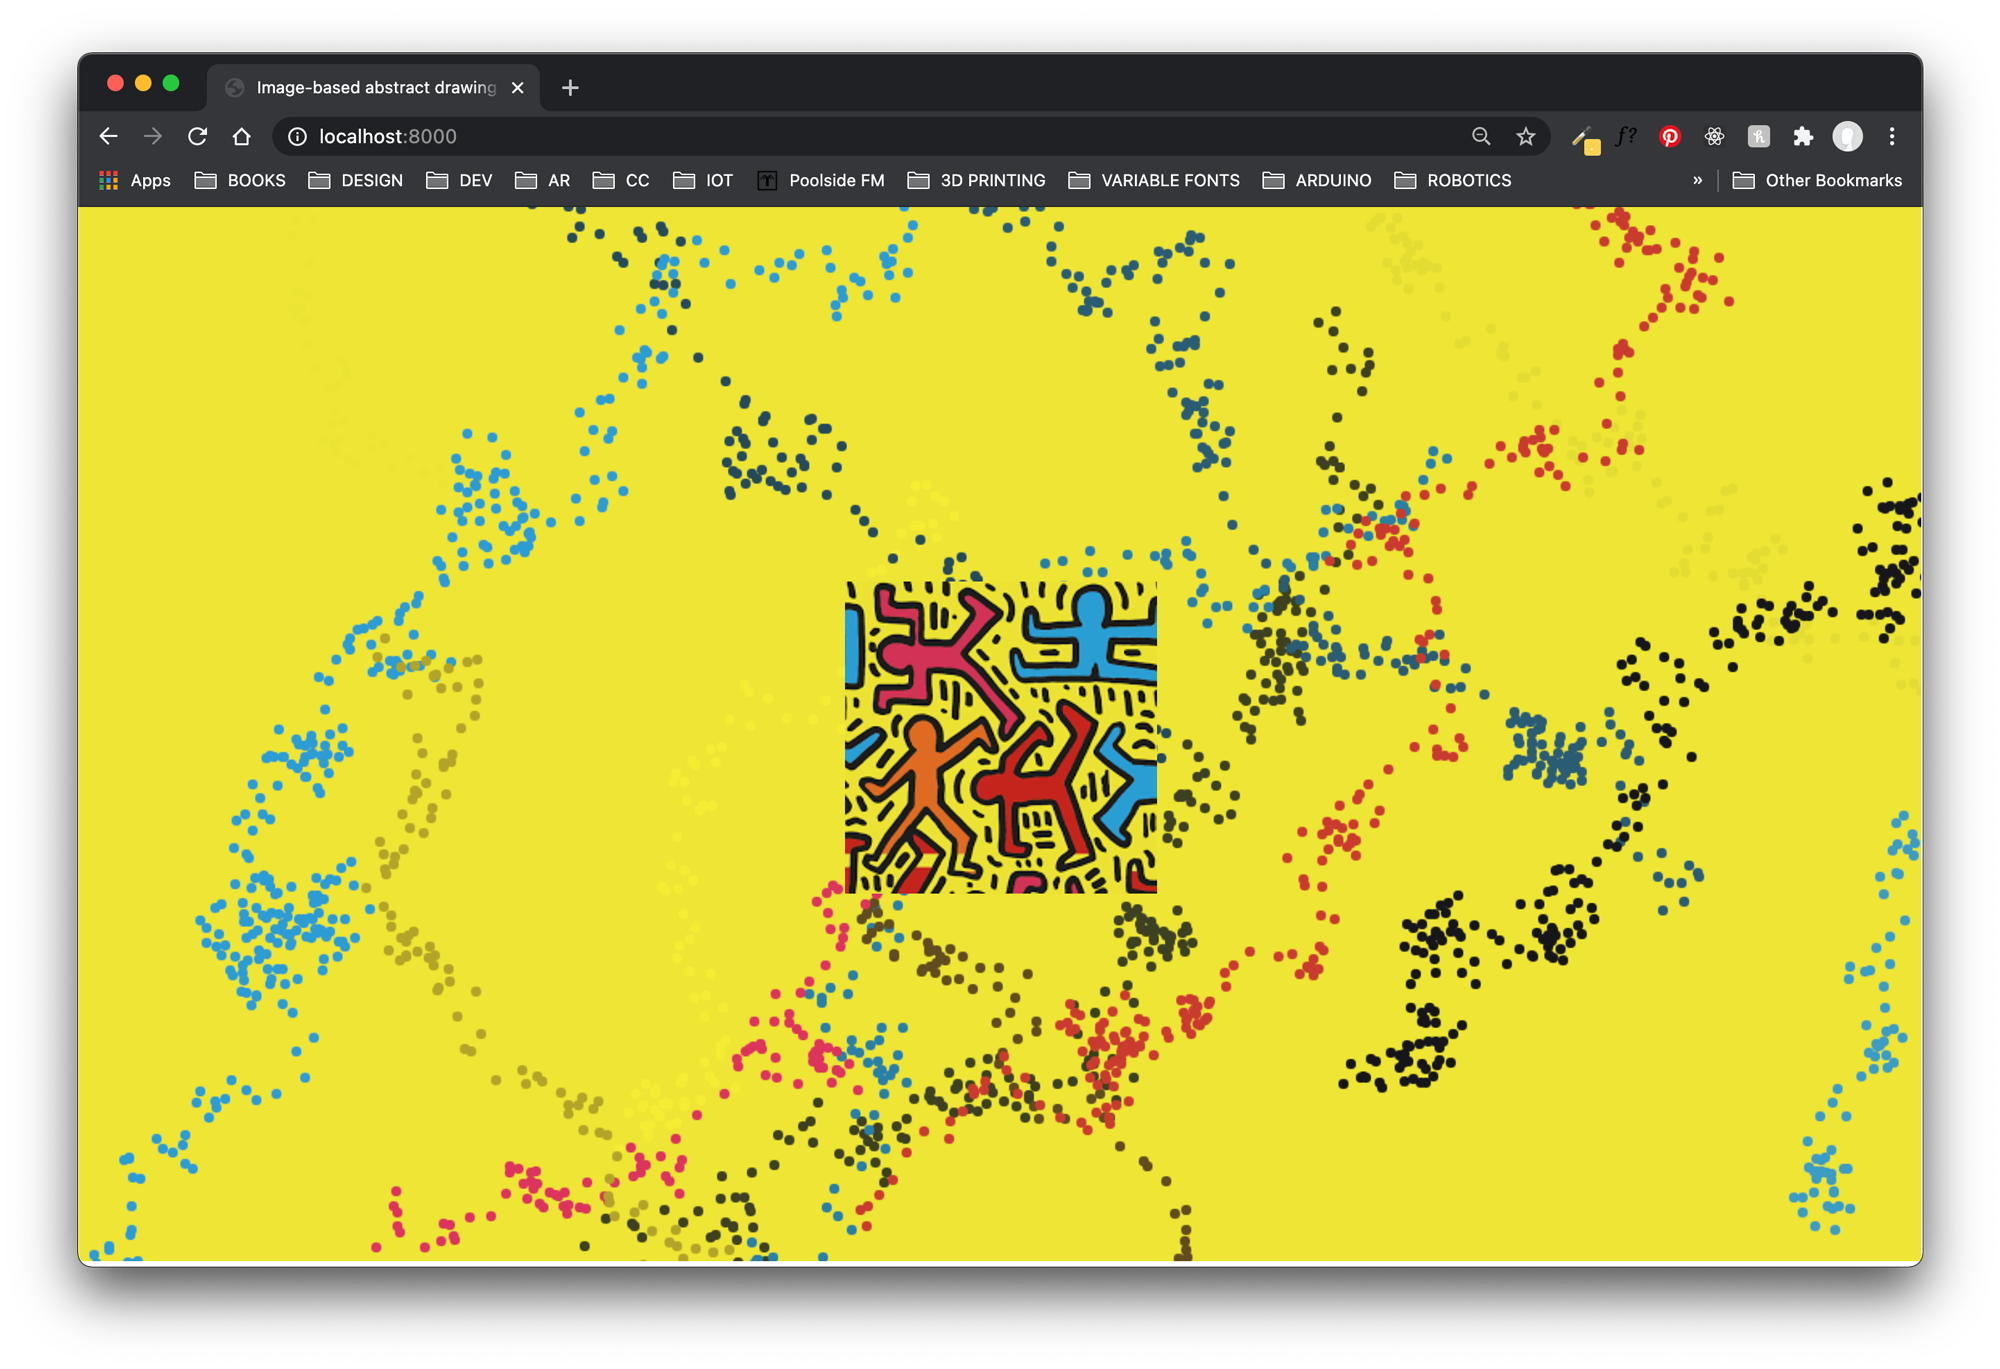 Image-based abstract drawing
localhost:8000
f?
Apps BOOKS DESIGN DEV AR CC IOT Poolside FM 3D PRINTING VARIABLE FONTS ARDUINO ROBOTICS » Other Bookmarks